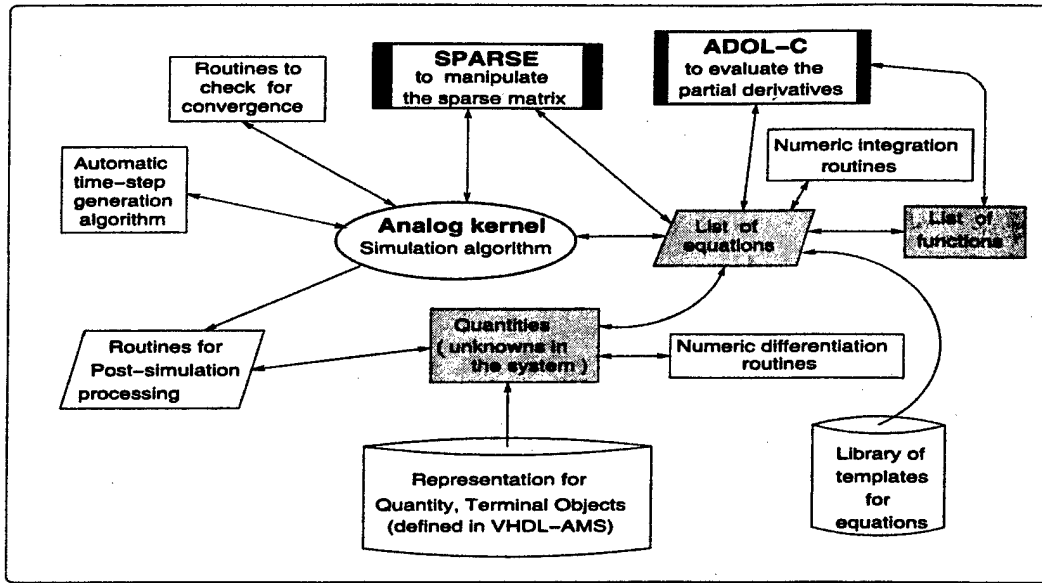 Routines to
check for
convergence
SPARSE
to manipulate
the sparse matrix
ADOL-C
to evaluate the
partial derivatives
Numeric integration
routines
Automatic
time-step
generation
algorithm
Analog kernel
Simulation algorithm
List of
equations
List of
functions
Quantities
( unknowns in
the system )
Numeric differentiation
routines
Routines for
Post-simulation
processing
Representation for
Quantity, Terminal Objects
(defined in VHDL-AMS)
Library of
templates
for
equations